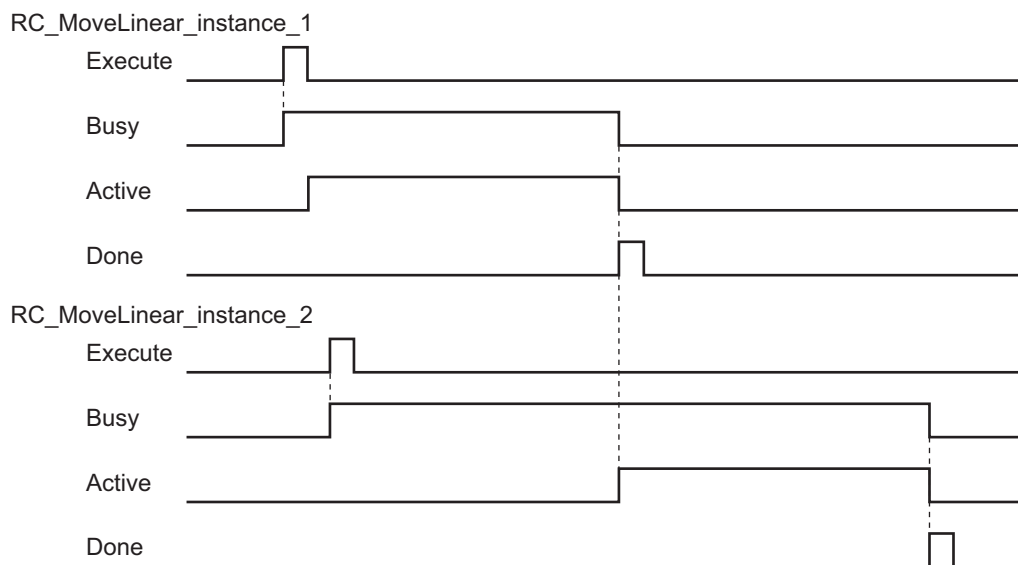 RC_MoveLinear_instance_1
Execute
Busy
Active
Done
RC_MoveLinear_instance_2
Execute
Busy
Active
Done